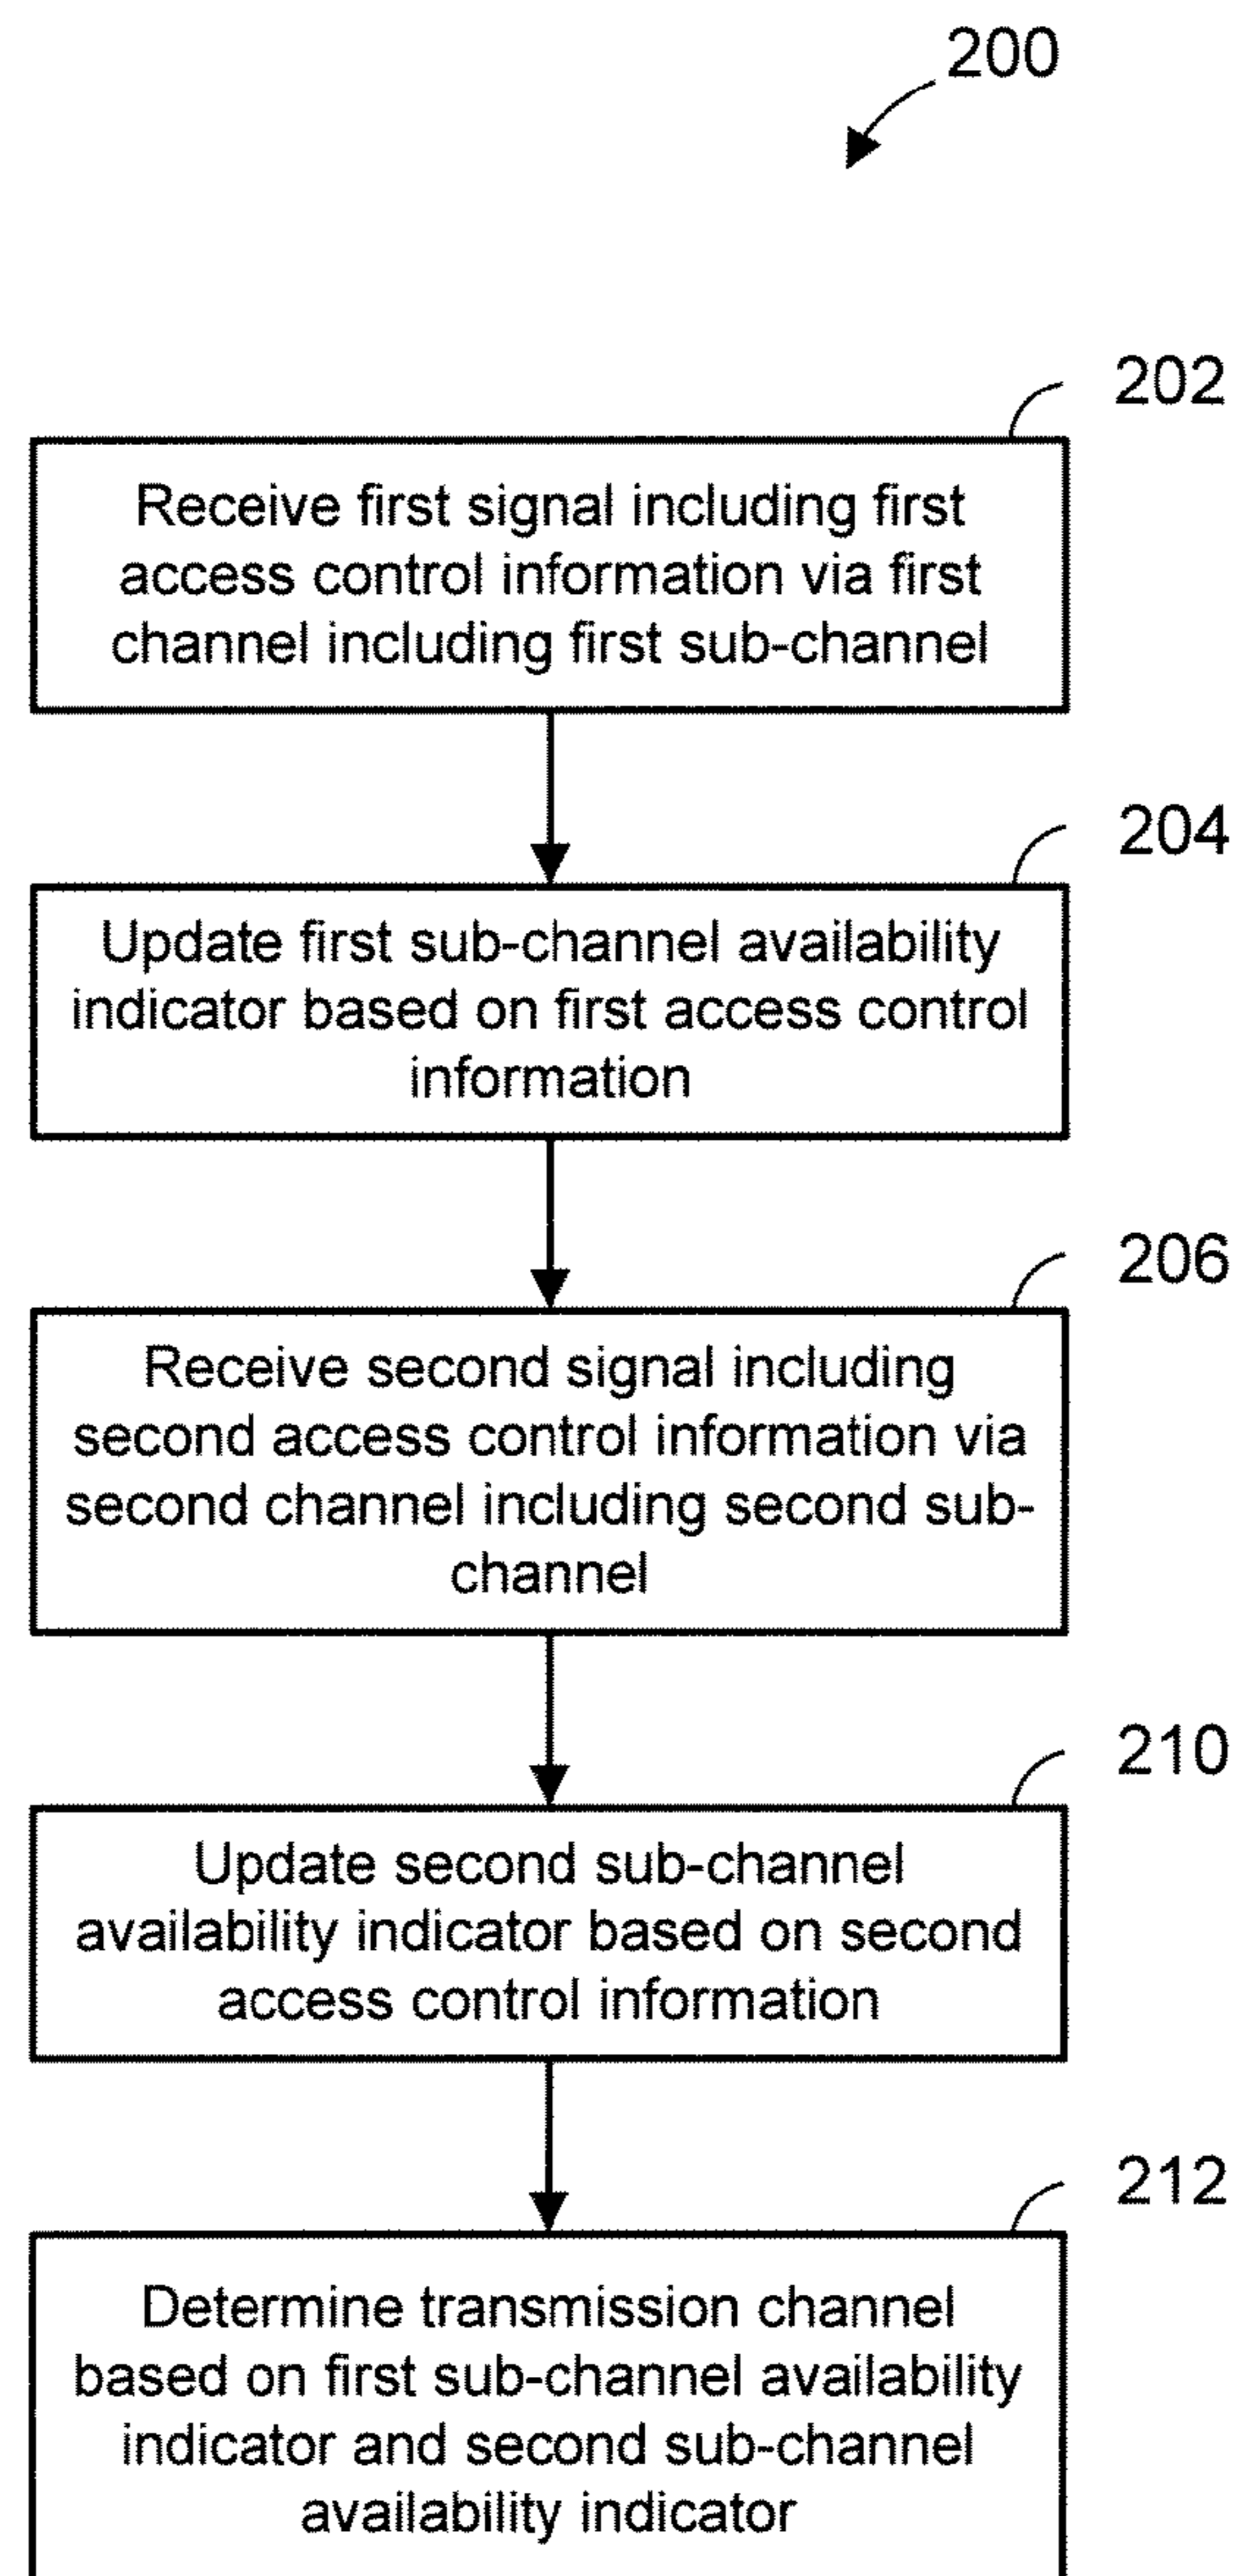 200
202
Receive first signal including first
access control information via first
channel including first sub-channel
204
Update first sub-channel availability
indicator based on first access control
information
206
Receive second signal including
second access control information via
second channel including second sub-
channel
210
Update second sub-channel
availability indicator based on second
access control information
212
Determine transmission channel
based on first sub-channel availability
indicator and second sub-channel
availability indicator